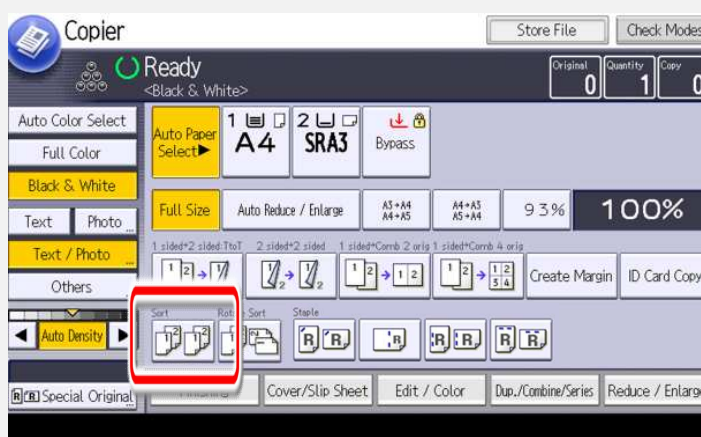 Copier
Store File
Check Modes
Ready
<Black & White>
Original 0
Quantity 1
Copy 0
Auto Color Select
Full Color
Black & White
Text
Photo
Text / Photo
Others
Auto Density
Special Original
Auto Paper
Select▶
1 A4
2 SRA3
Bypass
Full Size
Auto Reduce / Enlarge
A3→A4
A4→A5
A4→A3
A5→A4
93%
100%
1 sided→2 sided:TtoT
2 sided→2 sided
1 sided→Comb 2 orig
1 sided→Comb 4 orig
Create Margin
ID Card Copy
Sort
Sort
Staple
Cover/Slip Sheet
Edit / Color
Dup./Combine/Series
Reduce / Enlarg